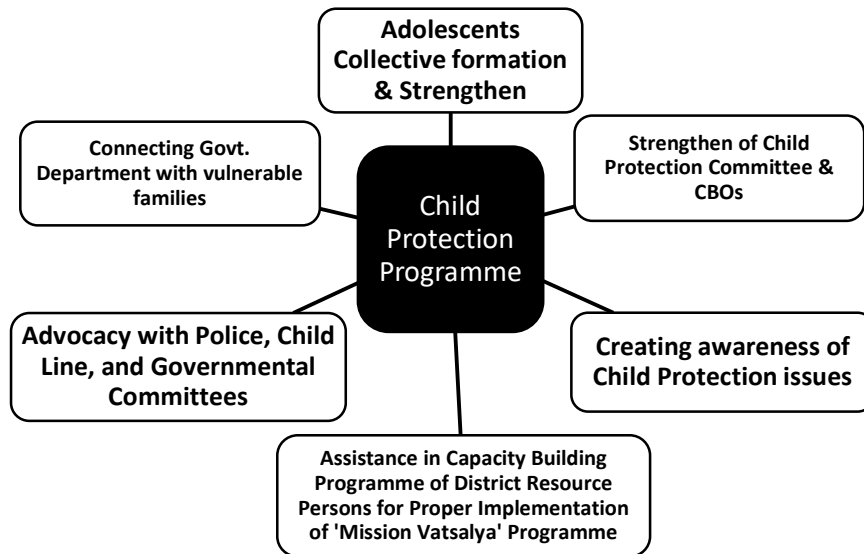 Adolescents
Collective formation
& Strengthen
Connecting Govt.
Department with vulnerable
families
Strengthen of Child
Protection Committee &
CBOs
Child
Protection
Programme
Advocacy with Police, Child
Line, and Governmental
Committees
Creating awareness of
Child Protection issues
Assistance in Capacity Building
Programme of District Resource
Persons for Proper Implementation
of 'Mission Vatsalya' Programme